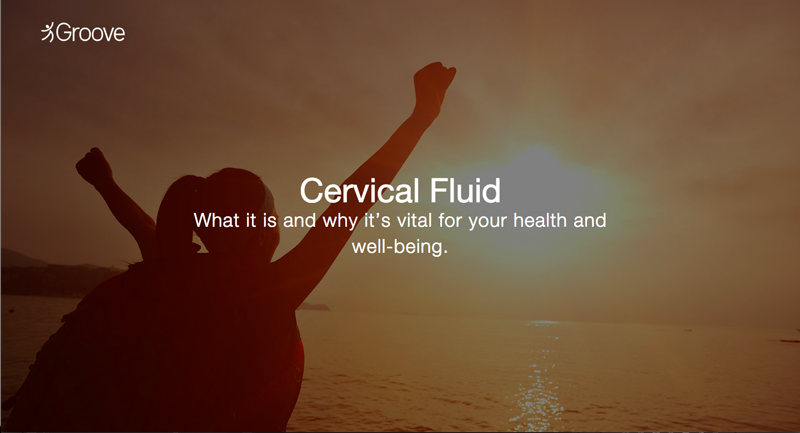 Groove
Cervical Fluid
What it is and why it's vital for your health and
well-being.